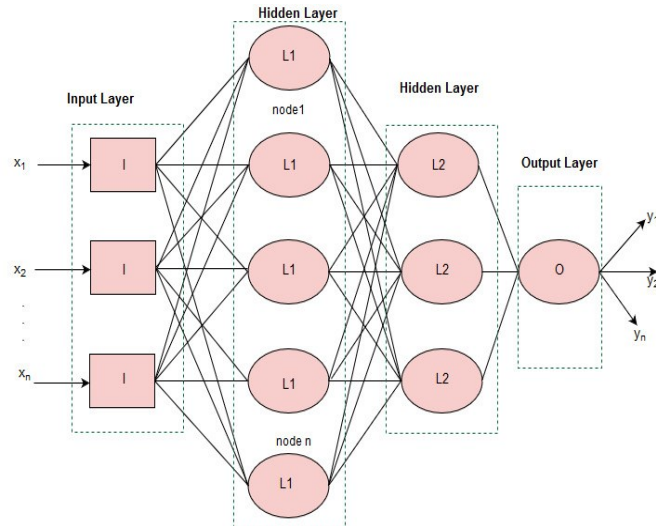 Hidden Layer
L1
Hidden Layer
Input Layer
node1
Output Layer
x1
I
L1
L2
y1
x2
I
L1
L2
O
y2
.
.
.
yn
xn
I
L1
L2
node n
L1